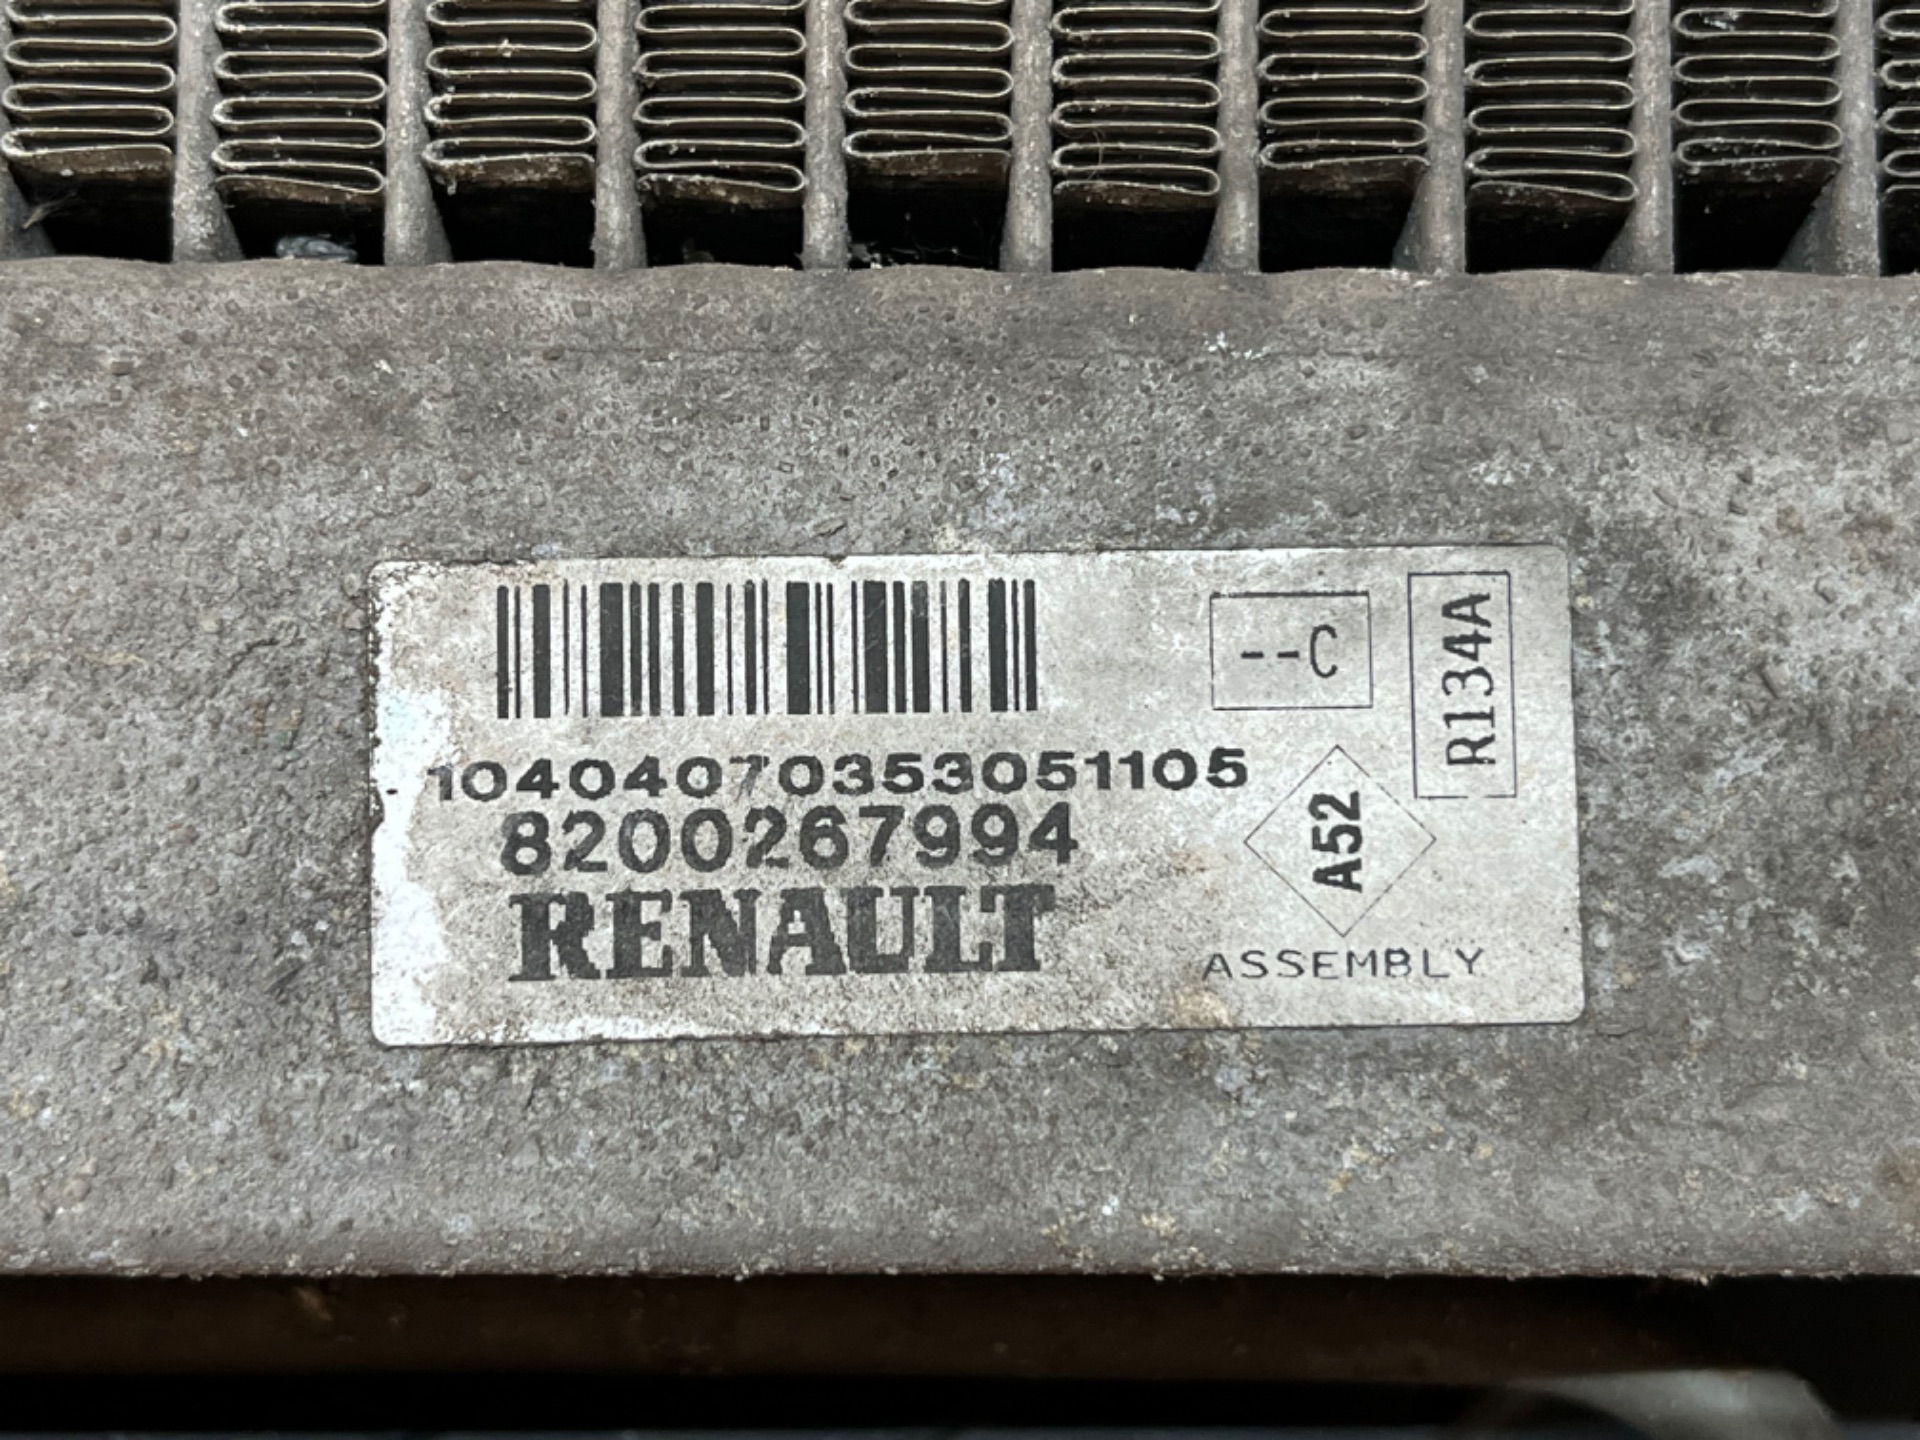 10404070353051105
8200267994
RENAULT
--C
R134A
A52
ASSEMBLY